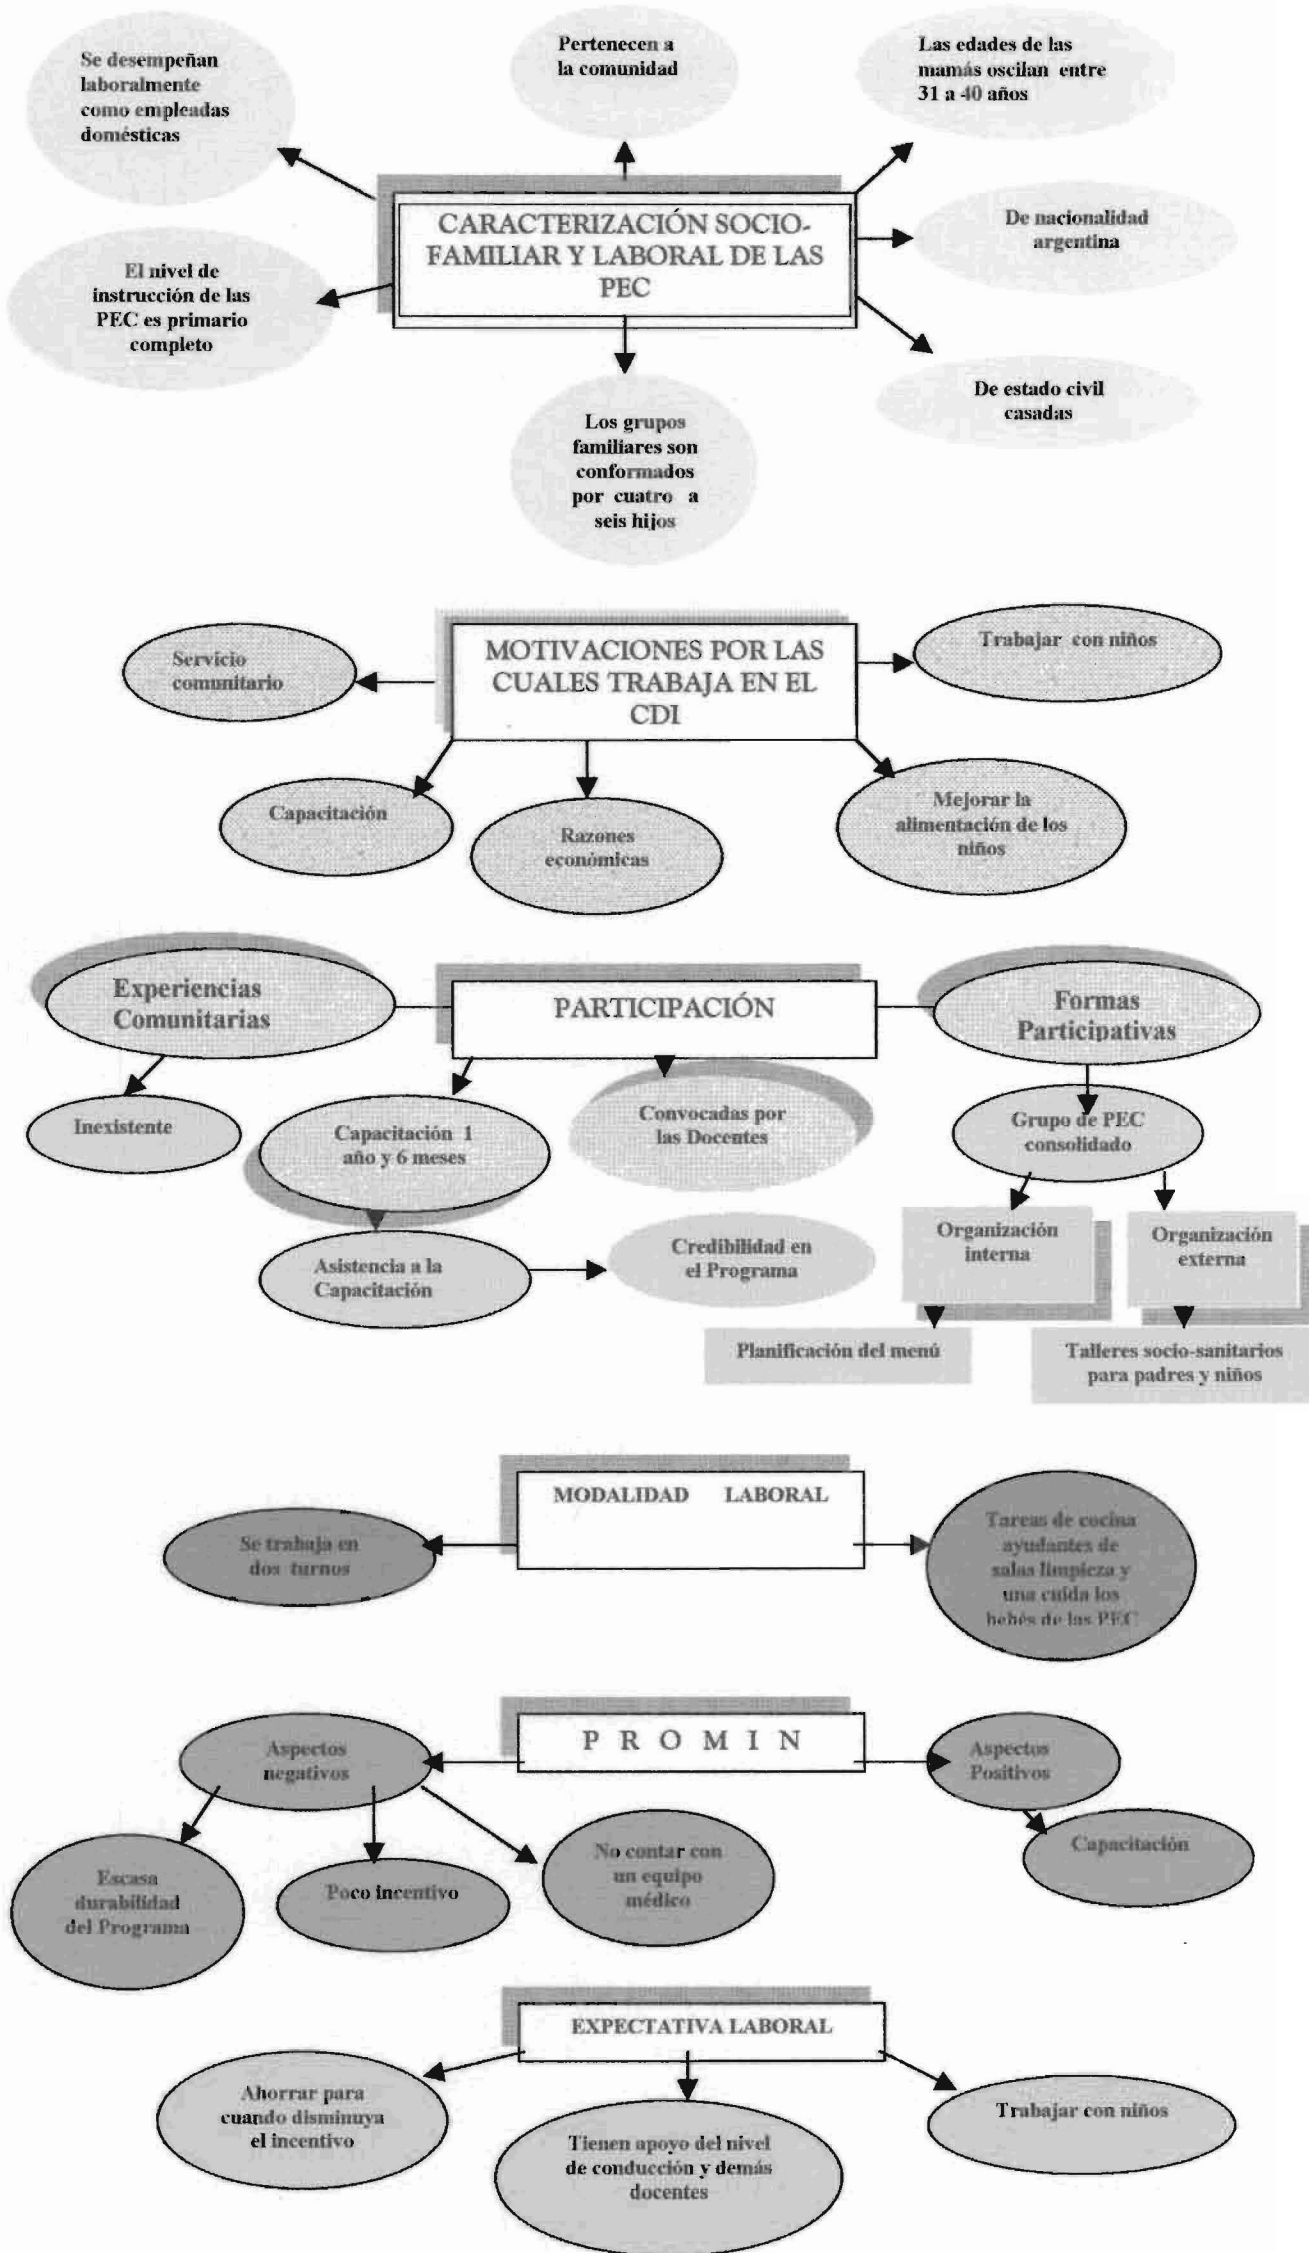 Se desempeñan
laboralmente
como empleadas
domésticas
Pertenecen a
la comunidad
Las edades de las
mamás oscilan entre
31 a 40 años
CARACTERIZACIÓN SOCIO-
FAMILIAR Y LABORAL DE LAS
PEC
De nacionalidad
argentina
El nivel de
instrucción de las
PEC es primario
completo
De estado civil
casadas
Los grupos
familiares son
conformados
por cuatro a
seis hijos
MOTIVACIONES POR LAS
CUALES TRABAJA EN EL
CDI
Servicio
comunitario
Trabajar con niños
Capacitación
Razones
económicas
Mejorar la
alimentación de los
niños
Experiencias
Comunitarias
PARTICIPACIÓN
Formas
Participativas
Inexistente
Capacitación 1
año y 6 meses
Convocadas por
las Docentes
Grupo de PEC
consolidado
Asistencia a la
Capacitación
Credibilidad en
el Programa
Organización
interna
Organización
externa
Planificación del menú
Talleres socio-sanitarios
para padres y niños
MODALIDAD LABORAL
Se trabaja en
dos turnos
Tareas de cocina
ayudantes de
salas limpieza y
una cuida los
bebés de las PEC
P R O M I N
Aspectos
negativos
Aspectos
Positivos
Escasa
durabilidad
del Programa
Poco incentivo
No contar con
un equipo
médico
Capacitación
EXPECTATIVA LABORAL
Ahorrar para
cuando disminuya
el incentivo
Tienen apoyo del nivel
de conducción y demás
docentes
Trabajar con niños